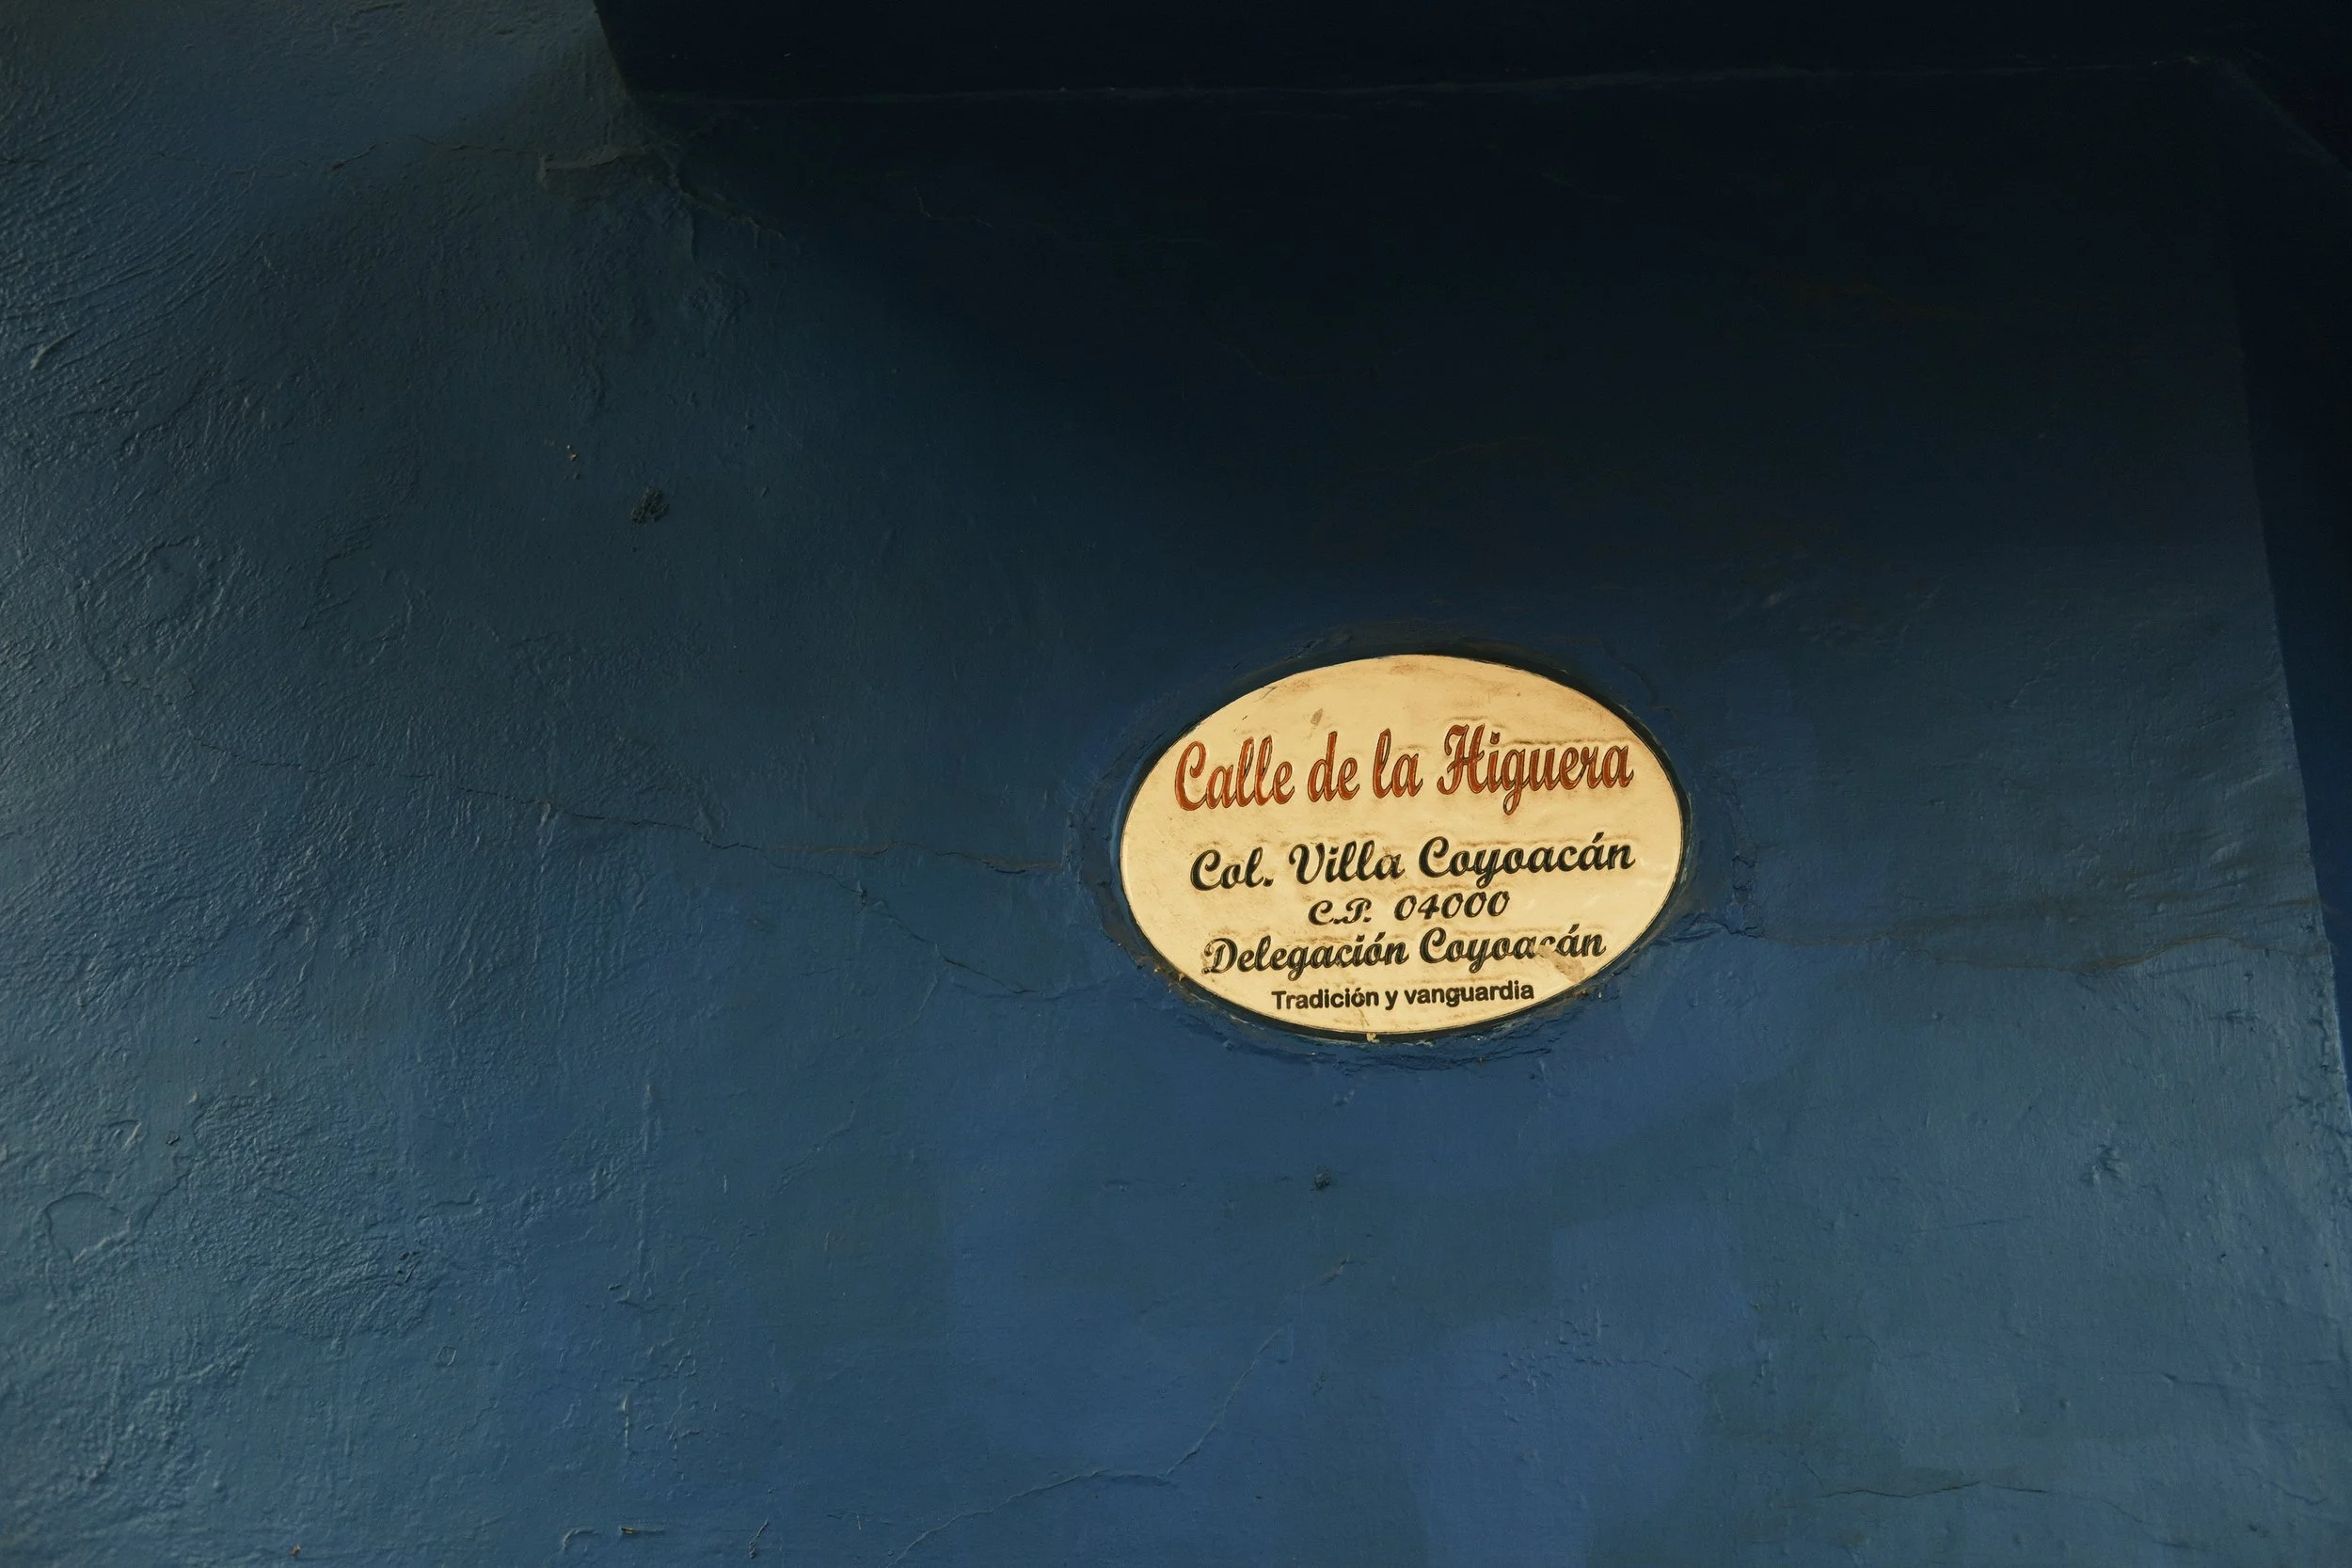 Calle de la Higuera
Col. Villa Coyoacán
C.P. 04000
Delegación Coyoacán
Tradición y vanguardia